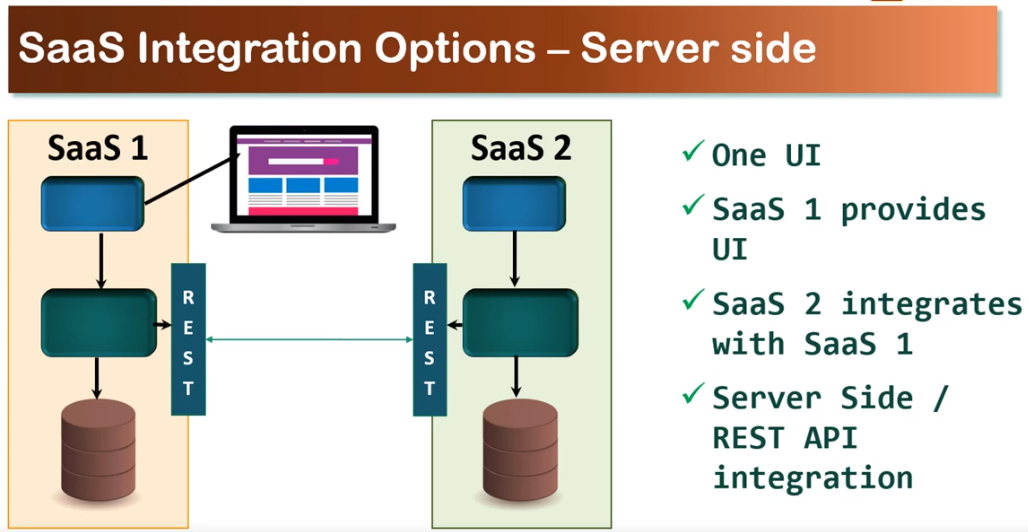 SaaS Integration Options – Server side
SaaS 1
SaaS 2
R
E
S
T
R
E
S
T
One UI
SaaS 1 provides
UI
SaaS 2 integrates
with SaaS 1
Server Side /
REST API
integration